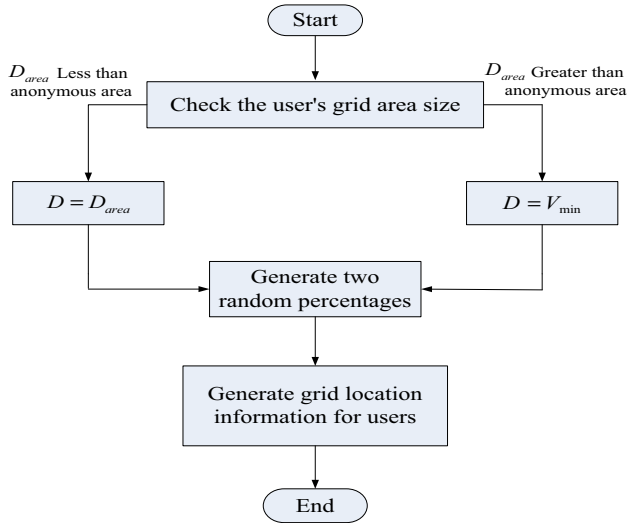 Start
D_area Less than
anonymous area
D_area Greater than
anonymous area
Check the user's grid area size
D = D_area
D = V_min
Generate two
random percentages
Generate grid location
information for users
End